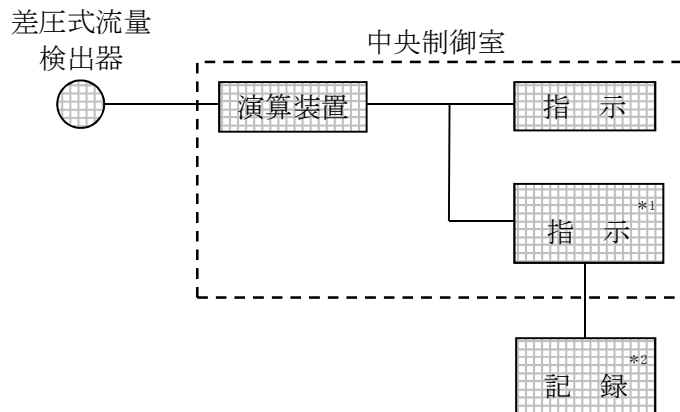 差圧式流量
検出器
中央制御室
演算装置
指 示
指 示 *1
記 録 *2